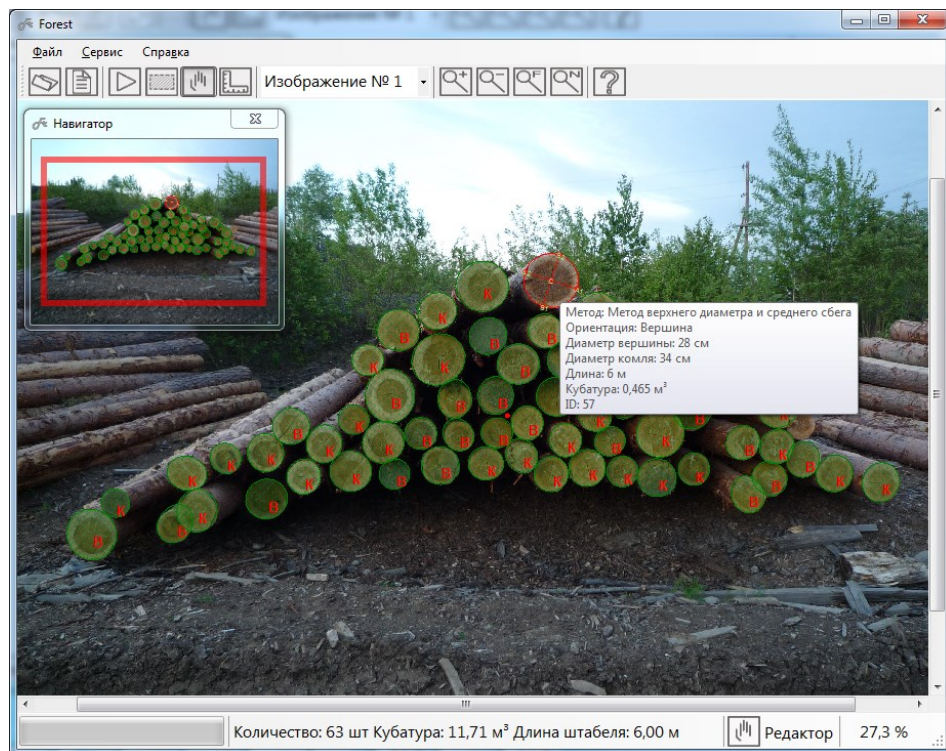 Forest
Файл Сервис Справка
Изображение № 1
Навигатор
Метод: Метод верхнего диаметра и среднего сбега
Ориентация: Вершина
Диаметр вершины: 28 см
Диаметр комля: 34 см
Длина: 6 м
Кубатура: 0,465 м³
ID: 57
Количество: 63 шт Кубатура: 11,71 м³ Длина штабеля: 6,00 м
Редактор
27,3 %